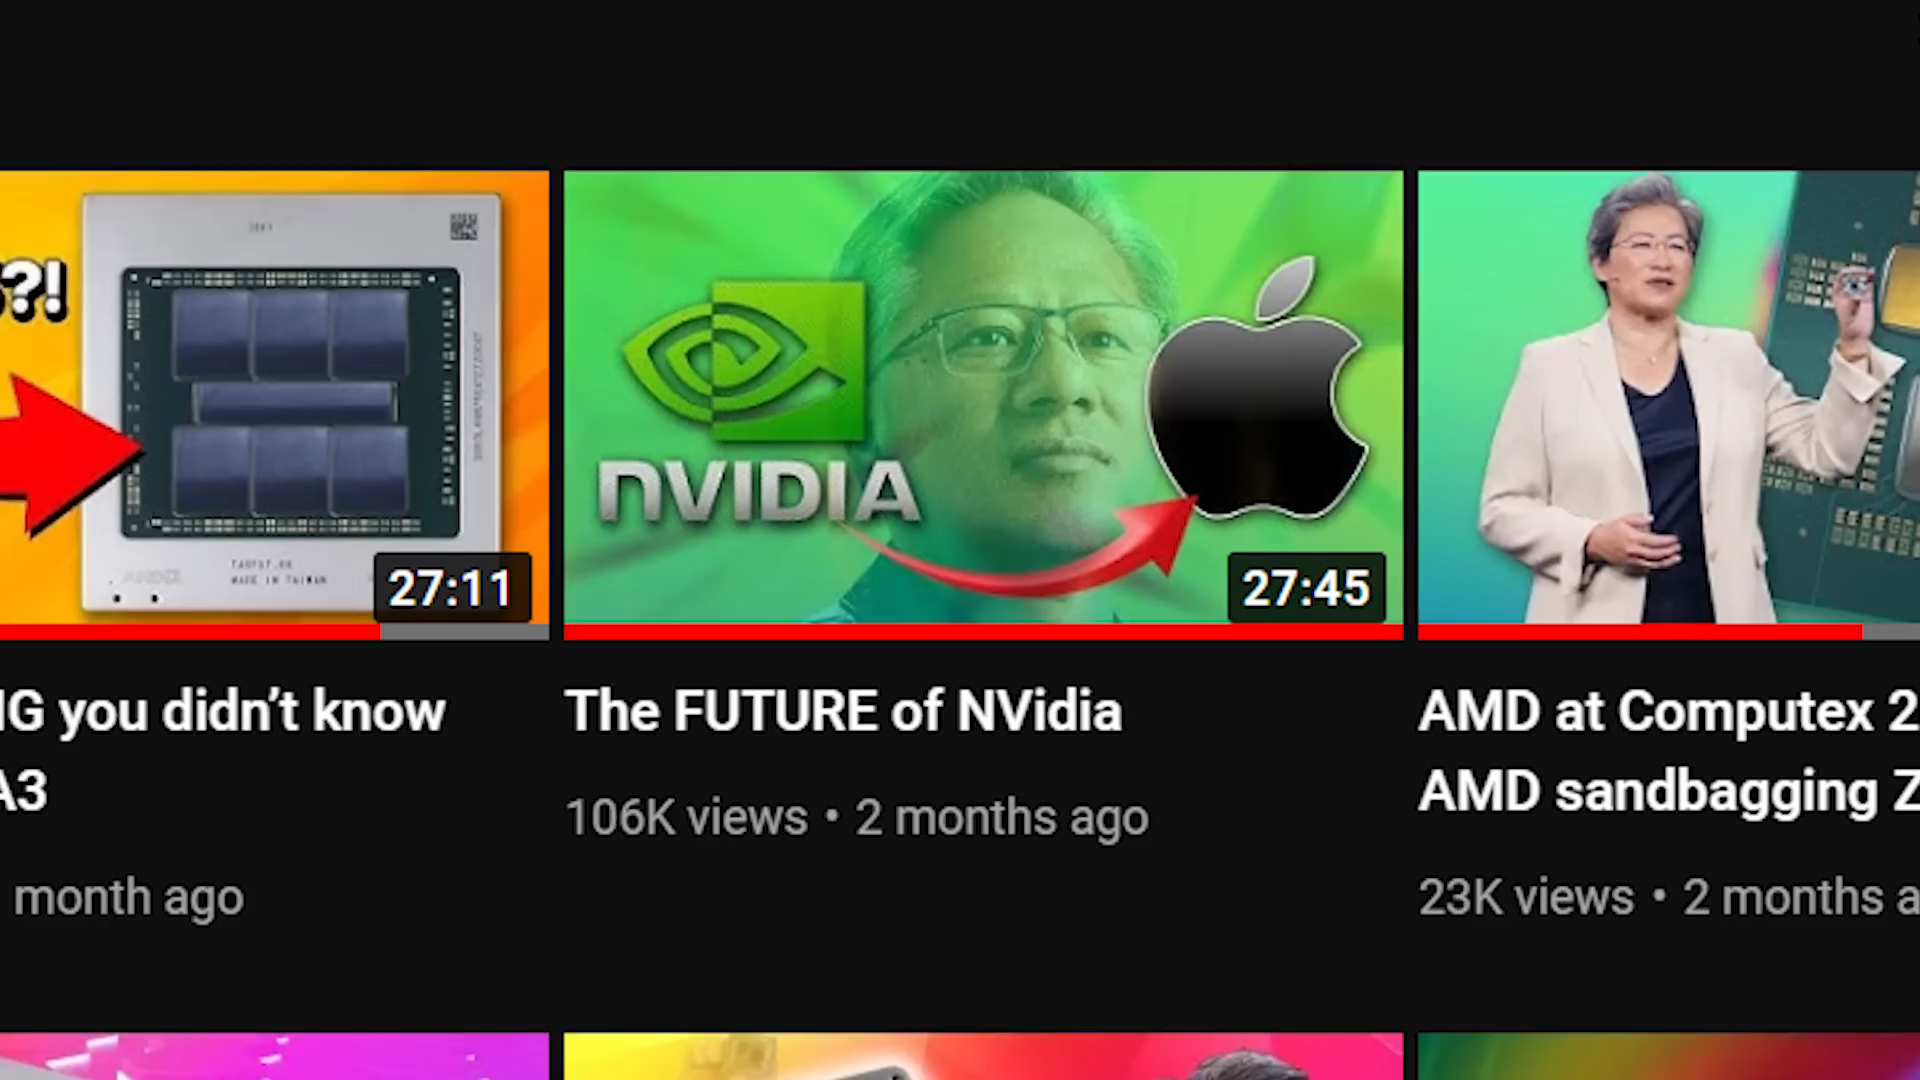 ?!
MADE IN TAIWAN
27:11
NVIDIA
27:45
NG you didn’t know
A3
month ago
The FUTURE of NVidia
106K views • 2 months ago
AMD at Computex 2
AMD sandbagging Z
23K views • 2 months a